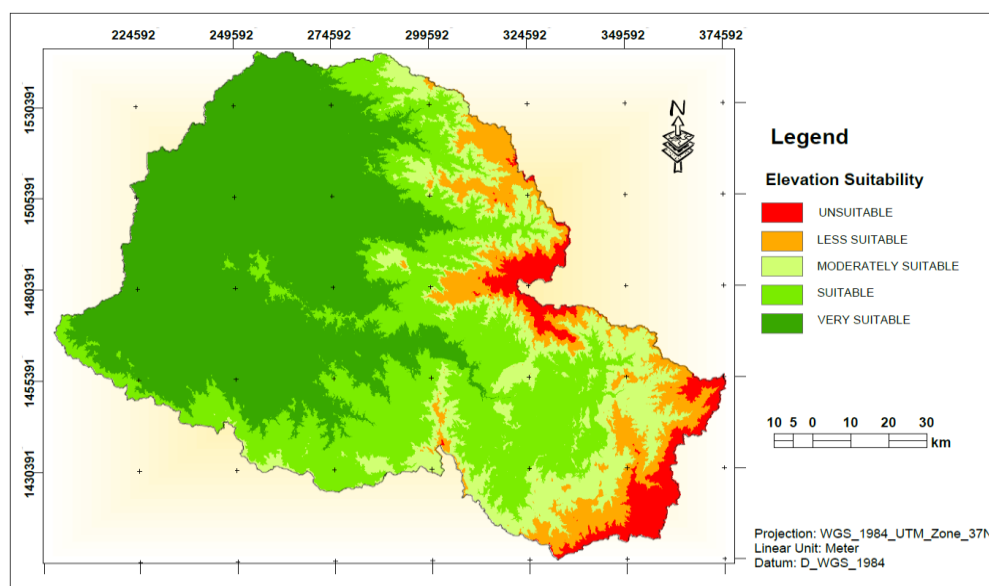 224592 249592 274592 299592 324592 349592 374592
1530391
1505391
1480391
1455391
1430391
N
Legend
Elevation Suitability
UNSUITABLE
LESS SUITABLE
MODERATELY SUITABLE
SUITABLE
VERY SUITABLE
10 5 0 10 20 30
km
Projection: WGS_1984_UTM_Zone_37N
Linear Unit: Meter
Datum: D_WGS_1984